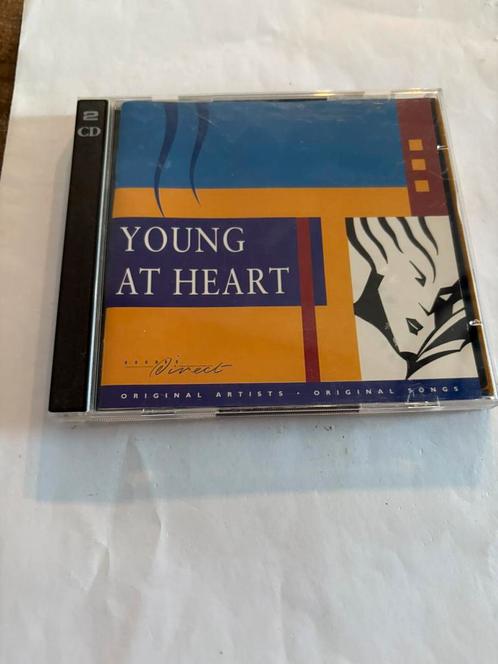 2
CD
YOUNG
AT HEART
Direct
ORIGINAL ARTISTS · ORIGINAL SONGS